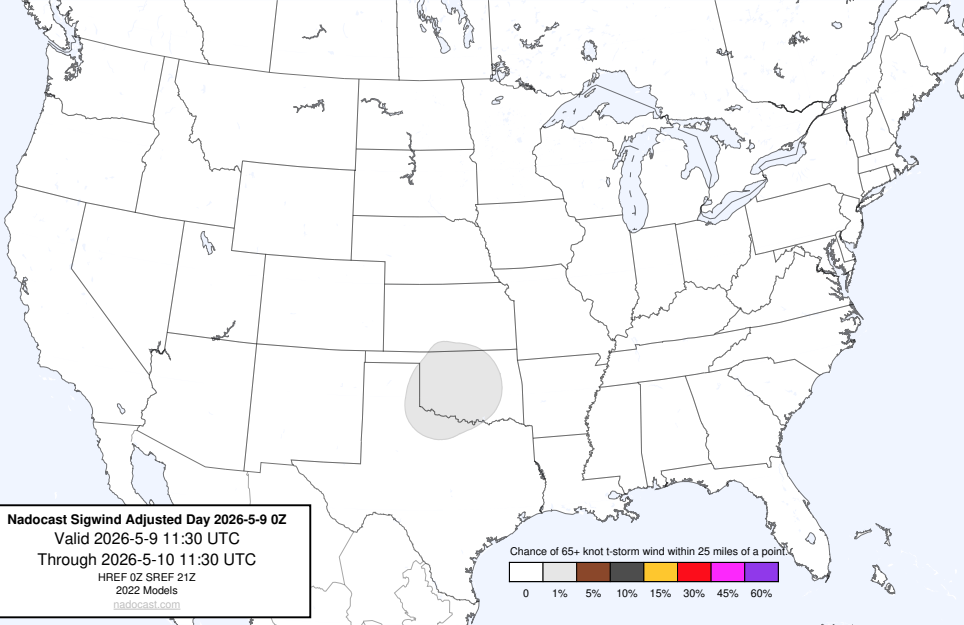 Nadocast Sigwind Adjusted Day 2026-5-9 0Z
Valid 2026-5-9 11:30 UTC
Through 2026-5-10 11:30 UTC
HREF 0Z SREF 21Z
2022 Models
nadocast.com
Chance of 65+ knot t-storm wind within 25 miles of a point.
0 1% 5% 10% 15% 30% 45% 60%